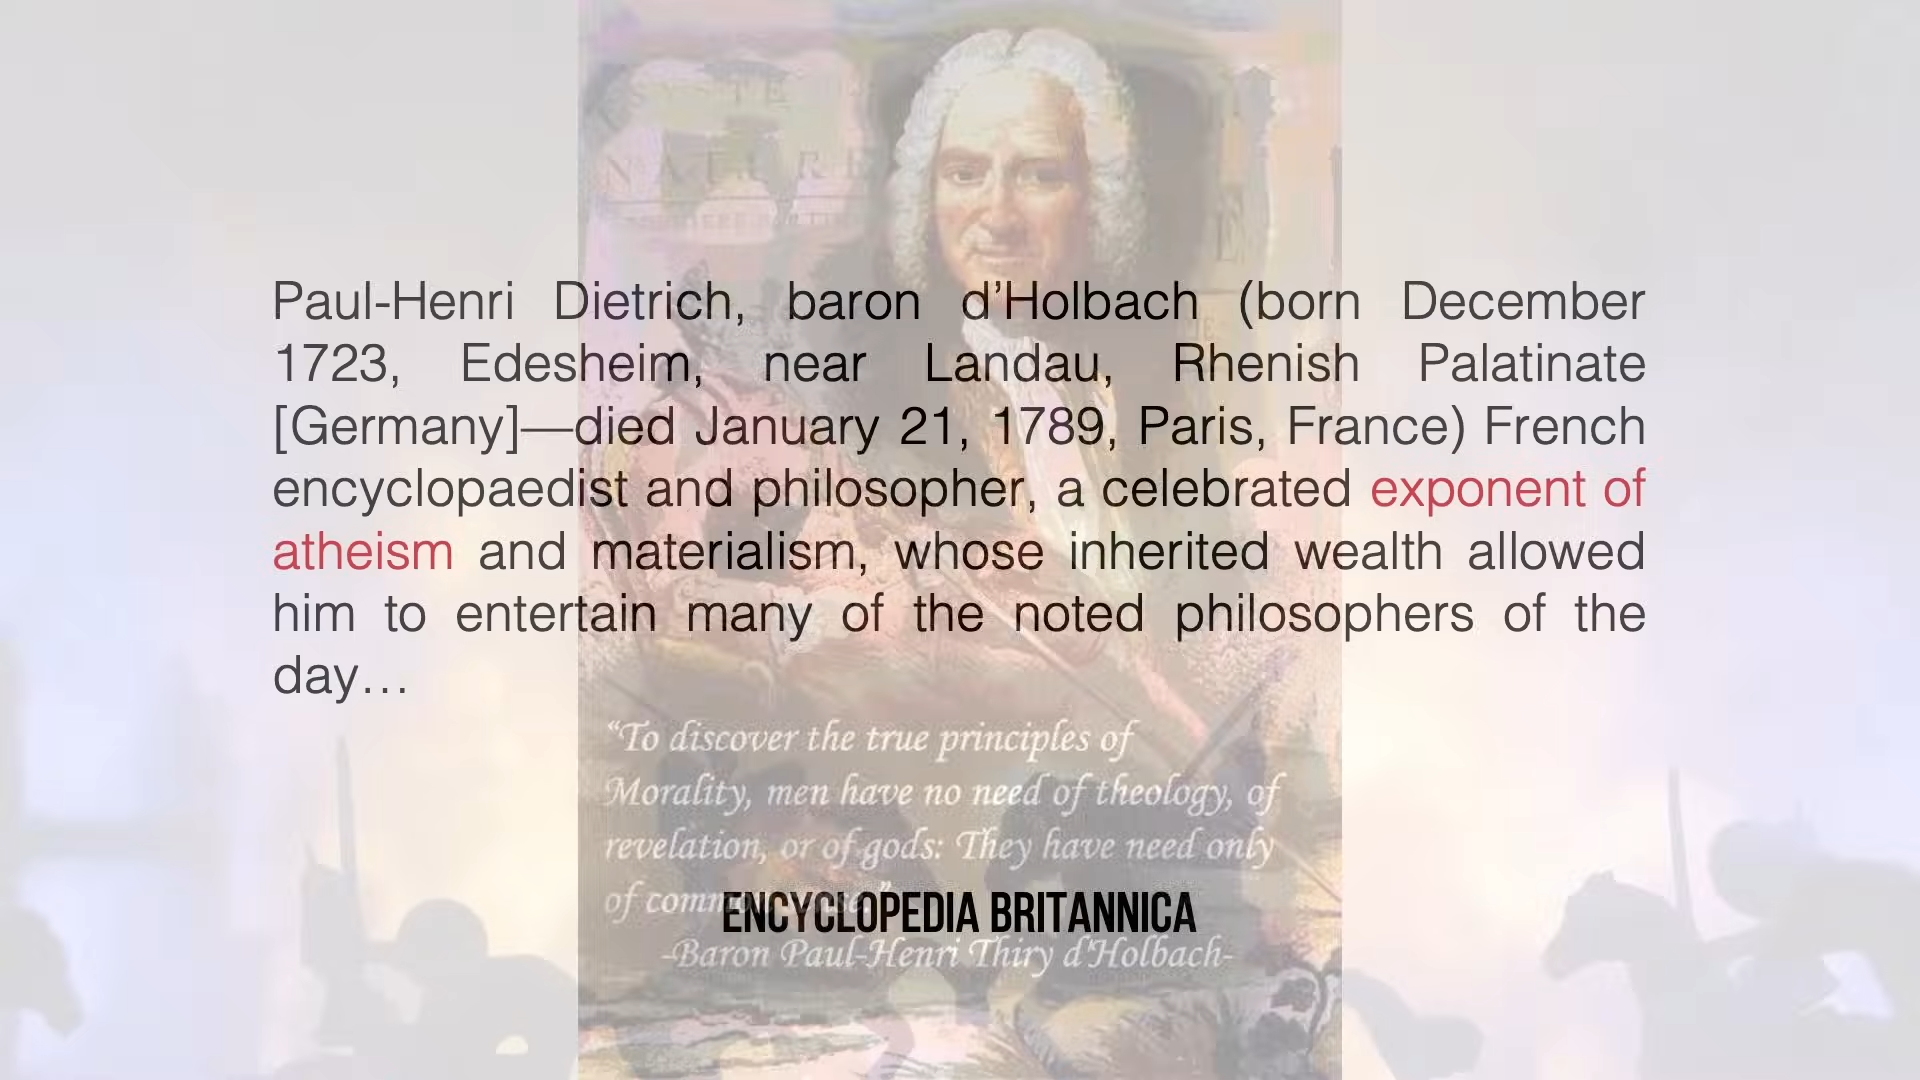 NATURE
Paul-Henri Dietrich, baron d’Holbach (born December
1723, Edesheim, near Landau, Rhenish Palatinate
[Germany]—died January 21, 1789, Paris, France) French
encyclopaedist and philosopher, a celebrated exponent of
atheism and materialism, whose inherited wealth allowed
him to entertain many of the noted philosophers of the
day…
“To discover the true principles of
Morality, men have no need of theology, of
revelation, or of gods: They have need only
of common sense.”
ENCYCLOPEDIA BRITANNICA
-Baron Paul-Henri Thiry d'Holbach-